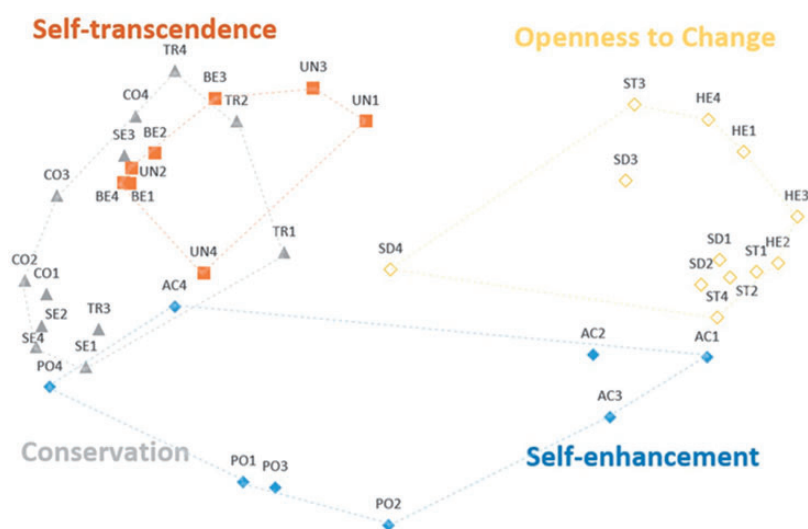 Self-transcendence
Openness to Change
TR4
UN3
BE3
ST3
CO4
TR2
UN1
HE4
SE3
BE2
HE1
UN2
SD3
CO3
BE4
BE1
HE3
TR1
UN4
SD4
SD1
ST1
HE2
CO2
CO1
AC4
SD2
ST2
SE2
TR3
ST4
SE4
SE1
AC2
AC1
PO4
AC3
Conservation
PO1
PO3
Self-enhancement
PO2